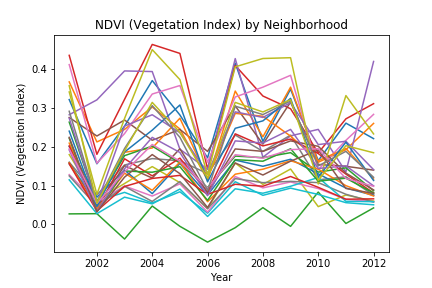 NDVI (Vegetation Index) by Neighborhood
NDVI (Vegetation Index)
0.4
0.3
0.2
0.1
0.0
2002 2004 2006 2008 2010 2012
Year